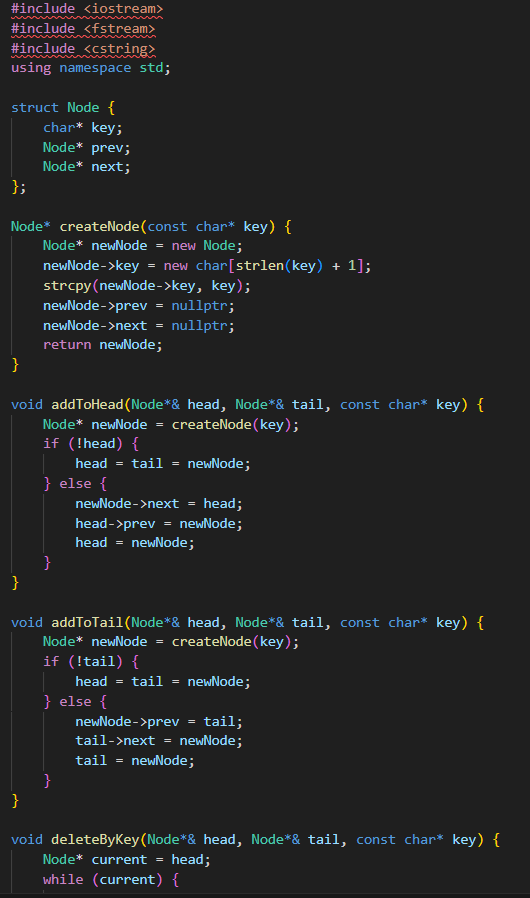 #include <iostream>
#include <fstream>
#include <cstring>
using namespace std;

struct Node {
    char* key;
    Node* prev;
    Node* next;
};

Node* createNode(const char* key) {
    Node* newNode = new Node;
    newNode->key = new char[strlen(key) + 1];
    strcpy(newNode->key, key);
    newNode->prev = nullptr;
    newNode->next = nullptr;
    return newNode;
}

void addToHead(Node*& head, Node*& tail, const char* key) {
    Node* newNode = createNode(key);
    if (!head) {
        head = tail = newNode;
    } else {
        newNode->next = head;
        head->prev = newNode;
        head = newNode;
    }
}

void addToTail(Node*& head, Node*& tail, const char* key) {
    Node* newNode = createNode(key);
    if (!tail) {
        head = tail = newNode;
    } else {
        newNode->prev = tail;
        tail->next = newNode;
        tail = newNode;
    }
}

void deleteByKey(Node*& head, Node*& tail, const char* key) {
    Node* current = head;
    while (current) {